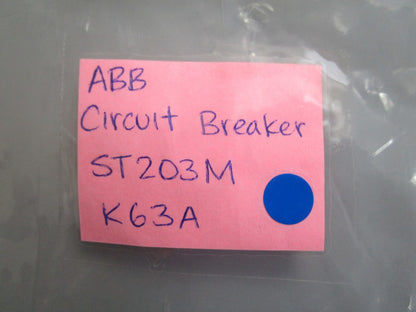 ABB
Circuit Breaker
ST203M
K63A